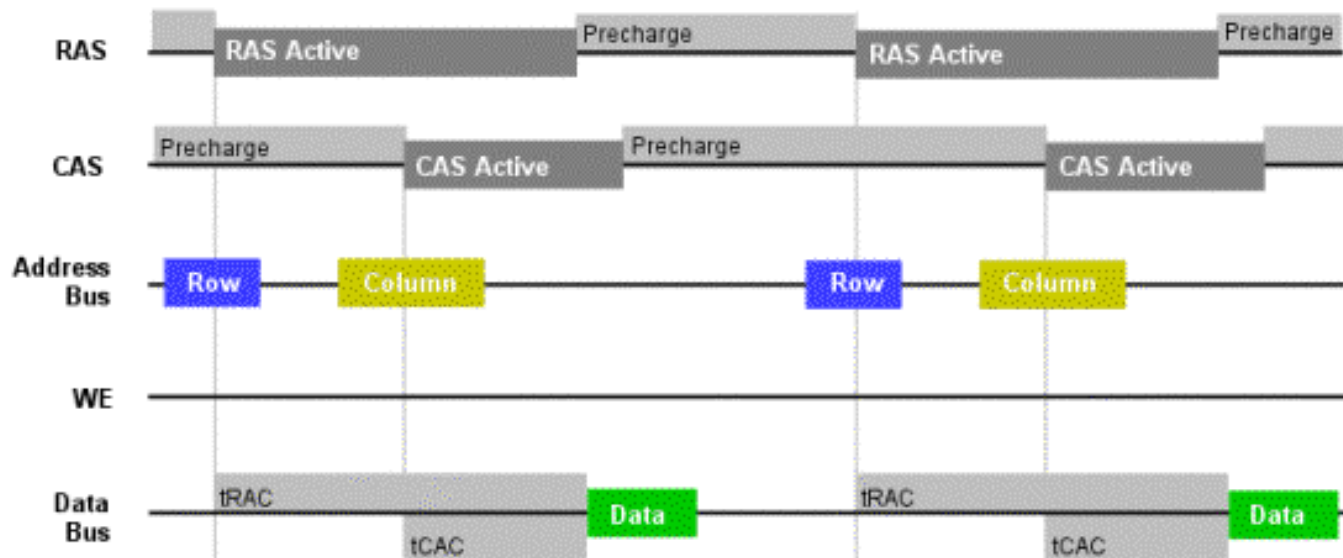 RAS
RAS Active
Precharge
RAS Active
Precharge
CAS
Precharge
CAS Active
Precharge
CAS Active
Address
Bus
Row
Column
Row
Column
WE
Data
Bus
tRAC
tCAC
Data
tRAC
tCAC
Data